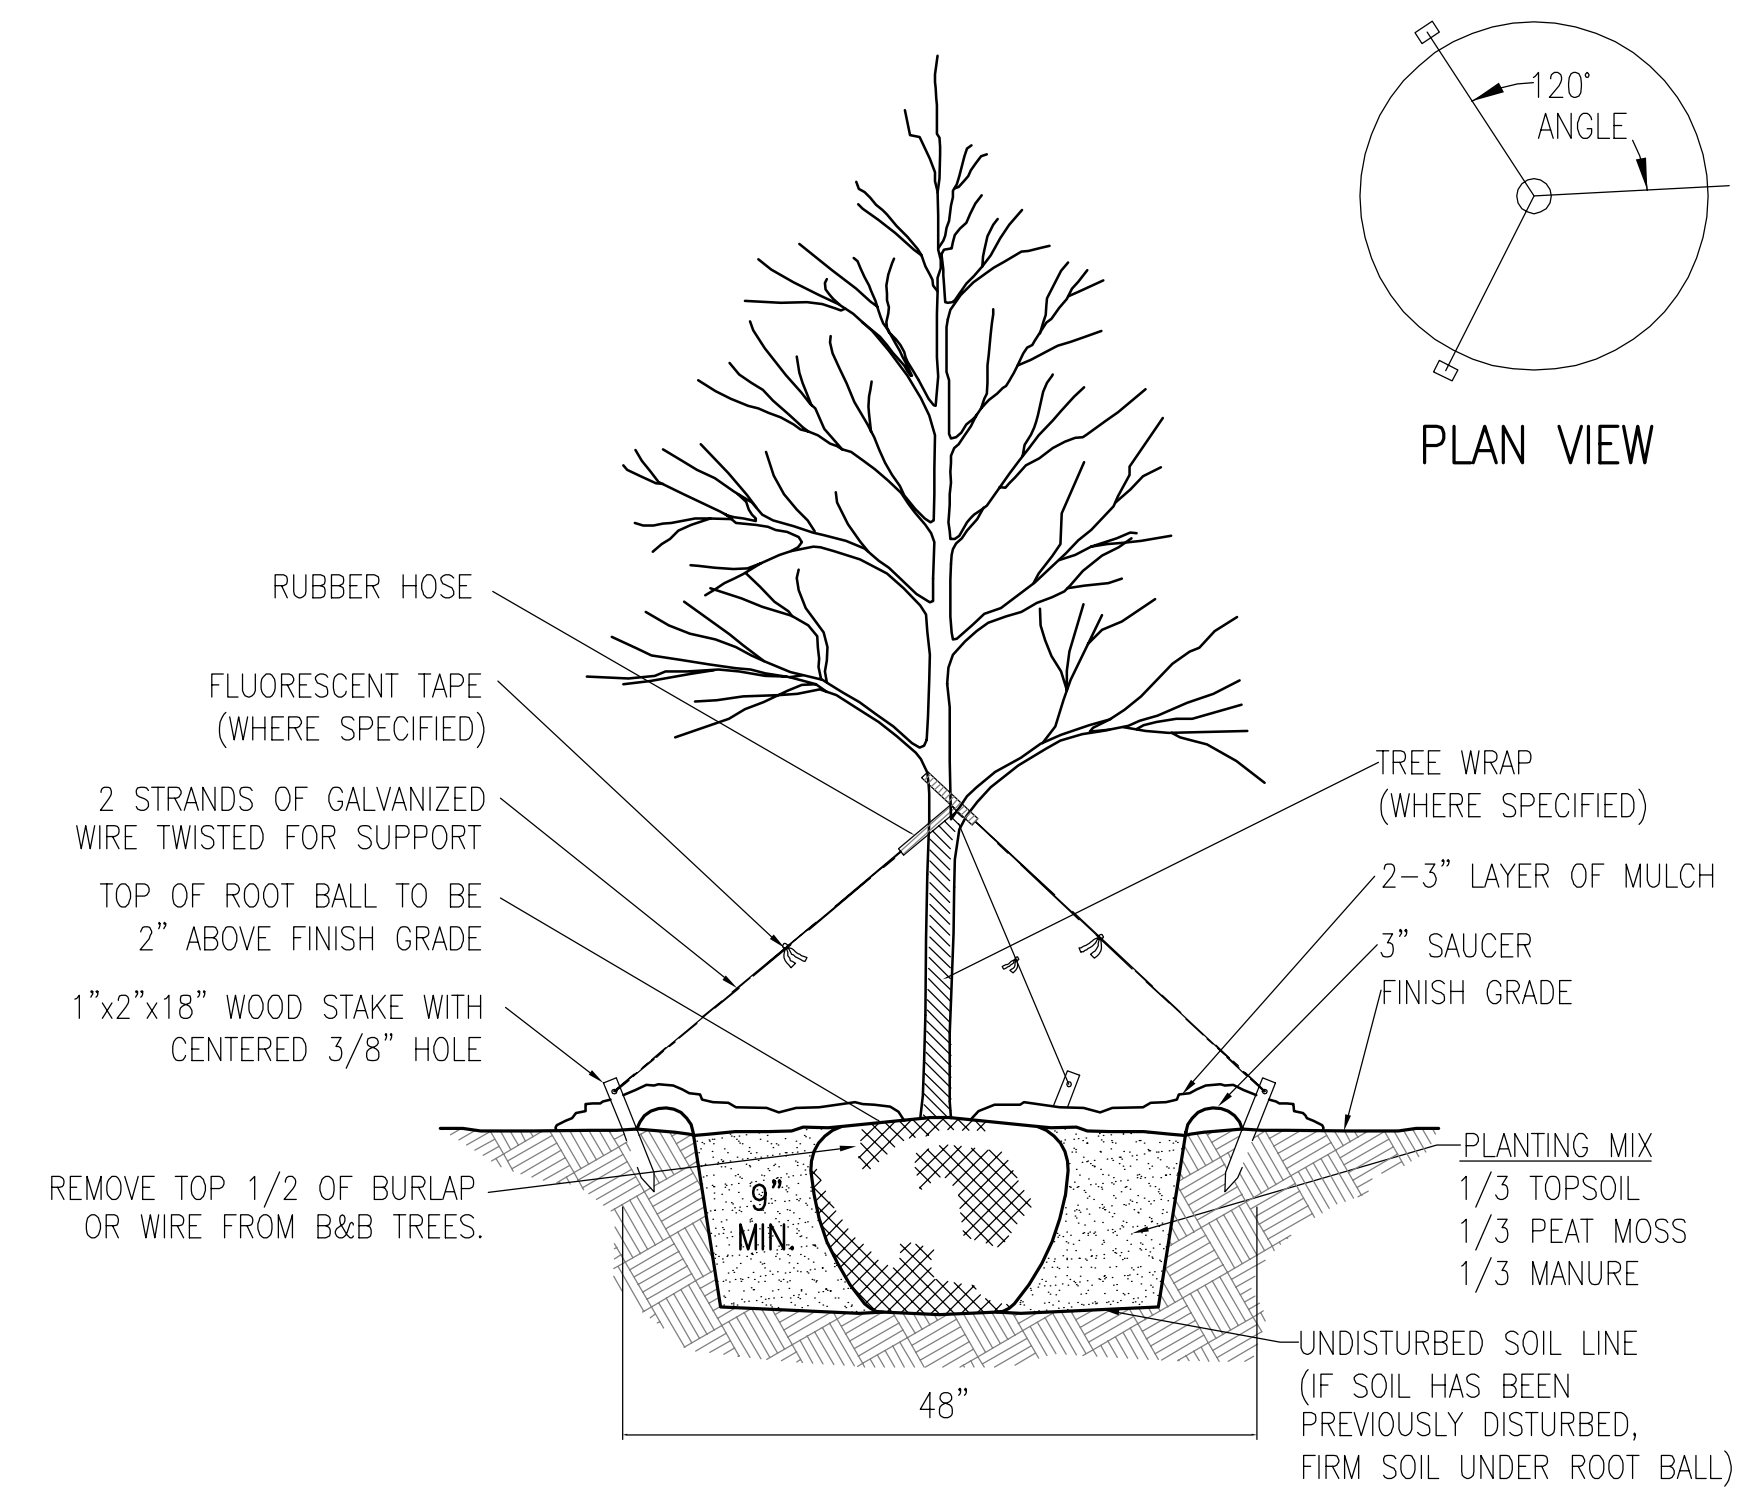 120°
ANGLE
PLAN VIEW
RUBBER HOSE
FLUORESCENT TAPE
(WHERE SPECIFIED)
2 STRANDS OF GALVANIZED
WIRE TWISTED FOR SUPPORT
TOP OF ROOT BALL TO BE
2" ABOVE FINISH GRADE
1"x2"x18" WOOD STAKE WITH
CENTERED 3/8" HOLE
REMOVE TOP 1/2 OF BURLAP
OR WIRE FROM B&B TREES.
9"
MIN.
48"
TREE WRAP
(WHERE SPECIFIED)
2-3" LAYER OF MULCH
3" SAUCER
FINISH GRADE
PLANTING MIX
1/3 TOPSOIL
1/3 PEAT MOSS
1/3 MANURE
UNDISTURBED SOIL LINE
(IF SOIL HAS BEEN
PREVIOUSLY DISTURBED,
FIRM SOIL UNDER ROOT BALL)